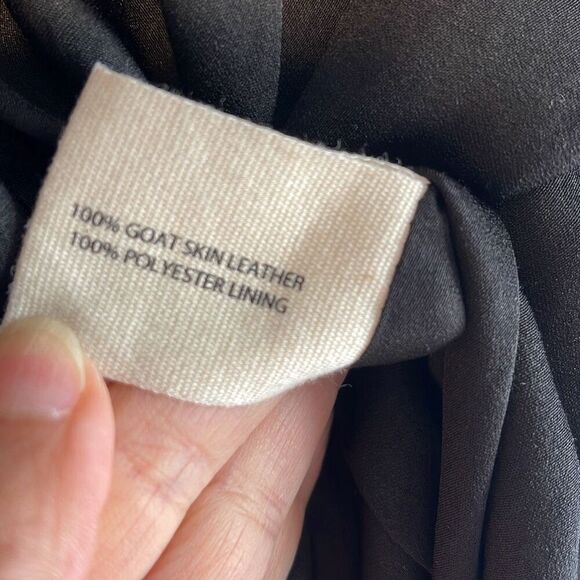 100% GOAT SKIN LEATHER
100% POLYESTER LINING